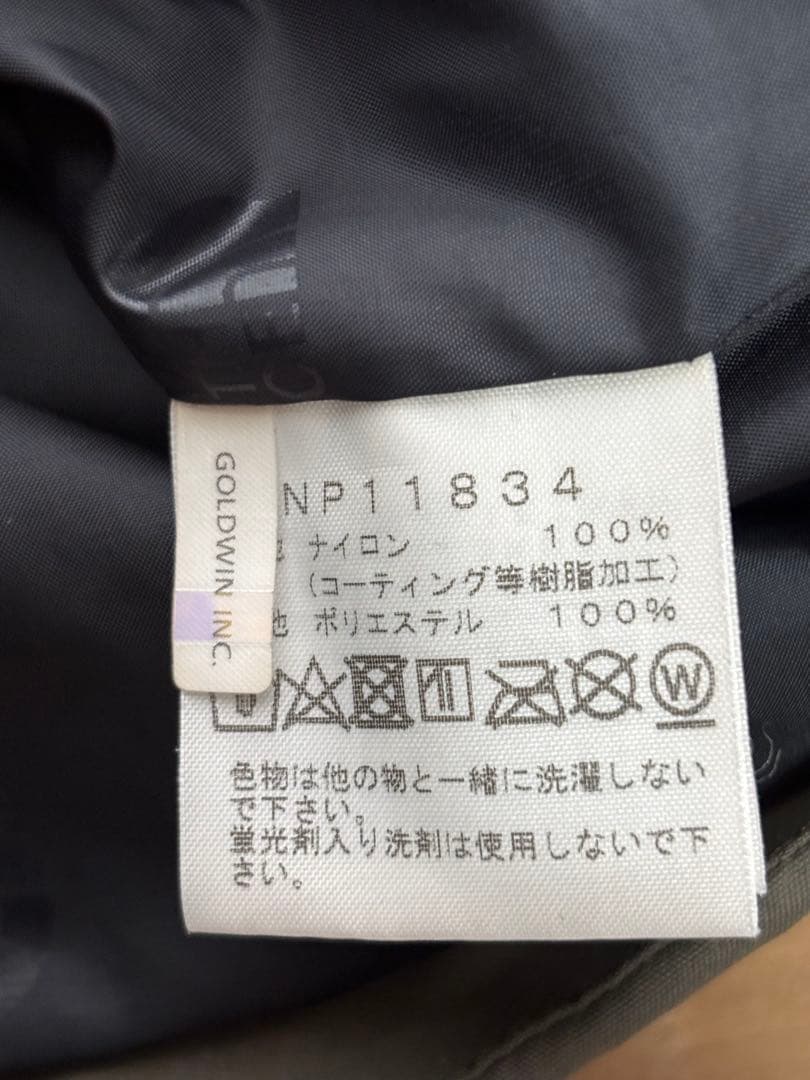 GOLDWIN INC.
NP11834
地 ナイロン 100%
(コーティング等樹脂加工)
地 ポリエステル 100%
W
色物は他の物と一緒に洗濯しない
で下さい。
蛍光剤入り洗剤は使用しないで下
さい。